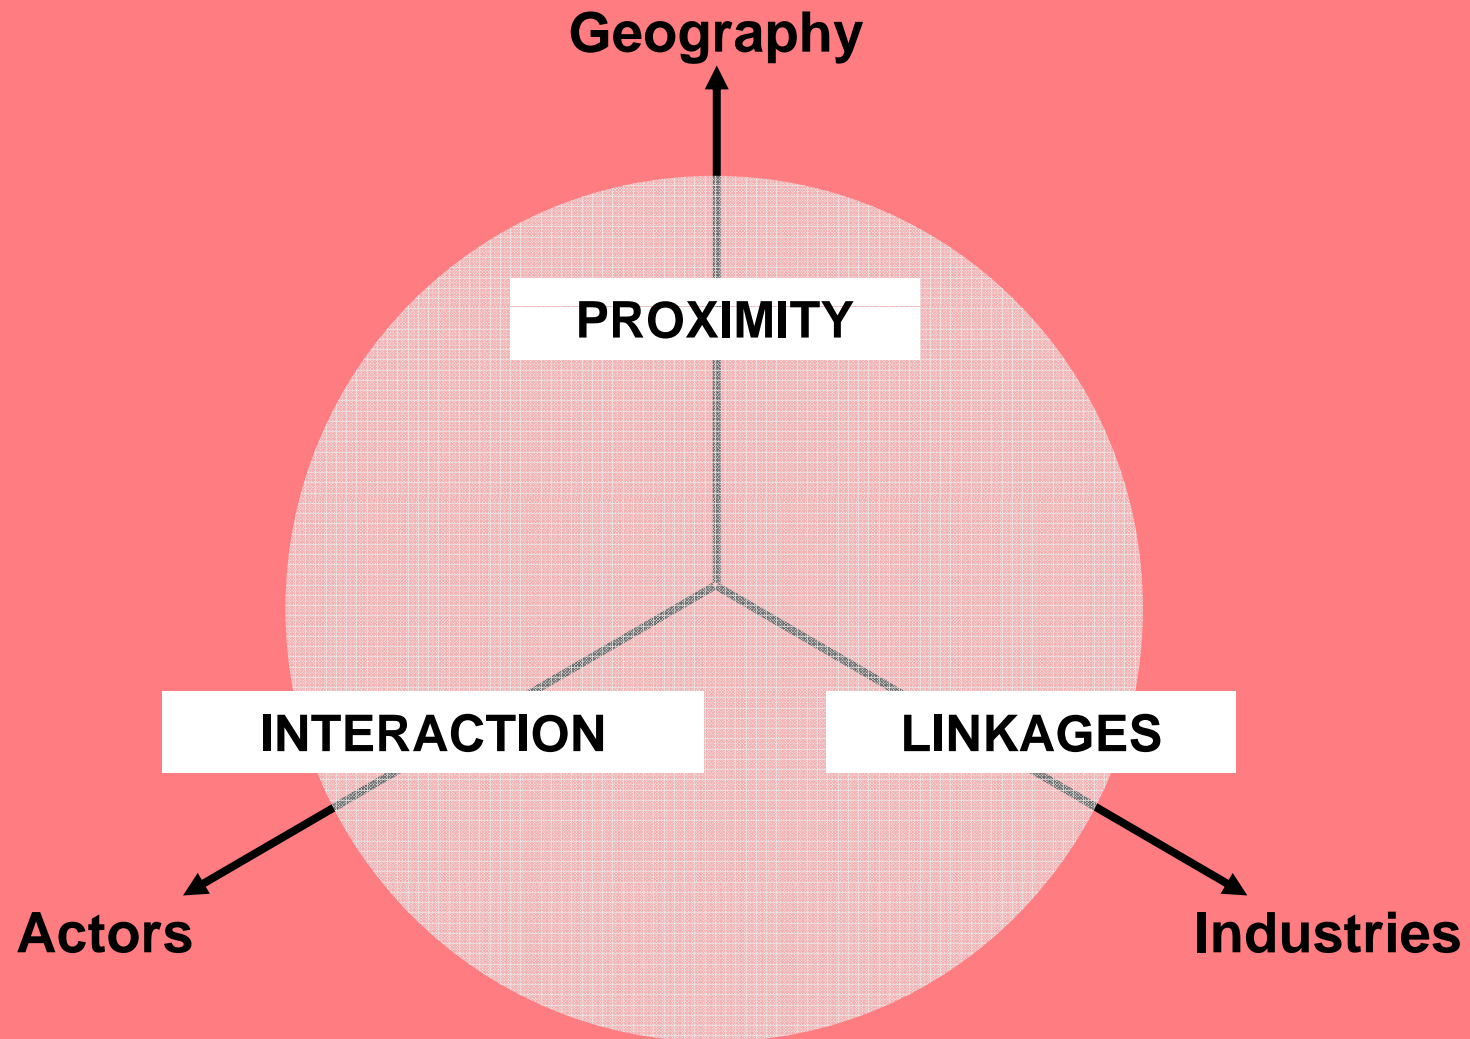 Geography
PROXIMITY
INTERACTION
LINKAGES
Actors
Industries